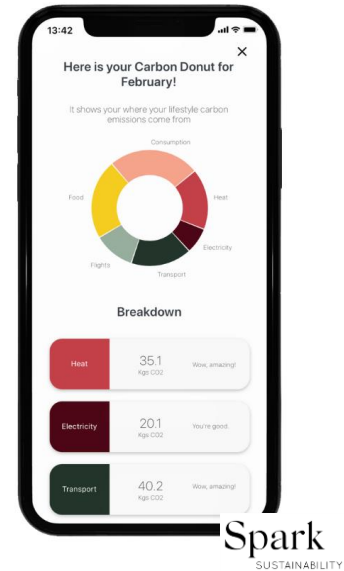 13:42
Here is your Carbon Donut for
February!
It shows your where your lifestyle carbon
emissions come from
Consumption
Food
Heat
Electricity
Flights
Transport
Breakdown
Heat
35.1
Kgs CO2
Wow, amazing!
Electricity
20.1
Kgs CO2
You're good.
Transport
40.2
Kgs CO2
Wow, amazing!
Spark
SUSTAINABILITY